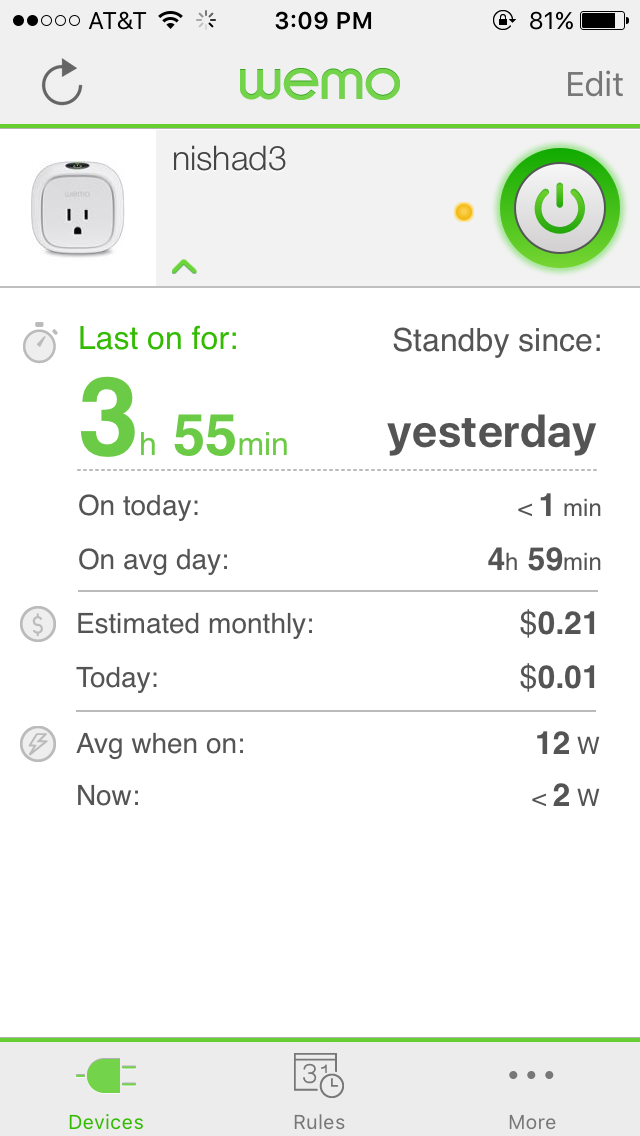 AT&T 3:09 PM 81%
wemo Edit
nishad3
wemo
Last on for: Standby since:
3h 55min yesterday
On today: < 1 min
On avg day: 4h 59min
$ Estimated monthly: $0.21
Today: $0.01
Avg when on: 12 W
Now: < 2 W
31
Devices Rules More